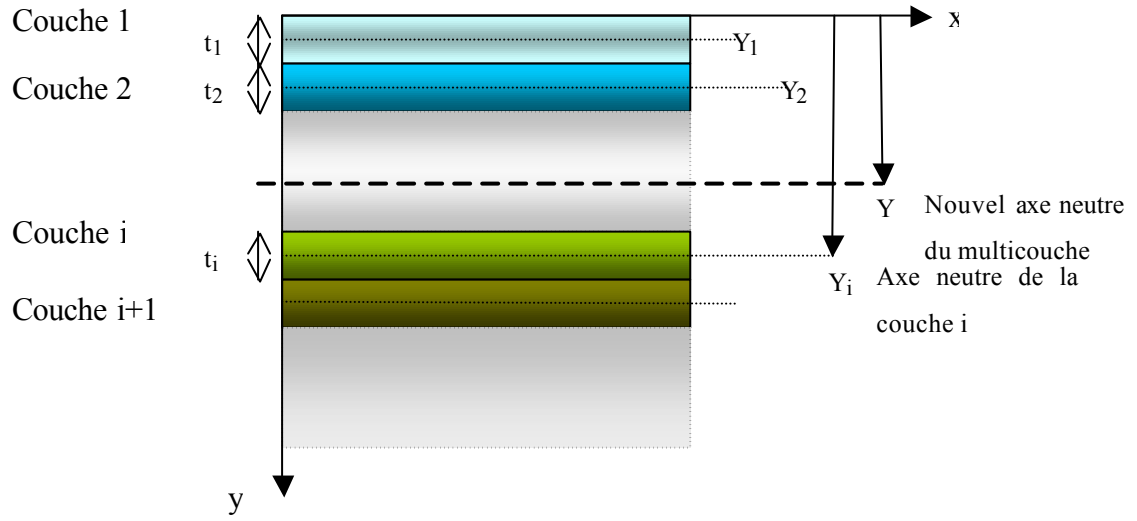 Couche 1
x
t1
Y1
Couche 2
t2
Y2
Y
Nouvel axe neutre
du multicouche
Couche i
ti
Yi
Axe neutre de la
couche i
Couche i+1
y